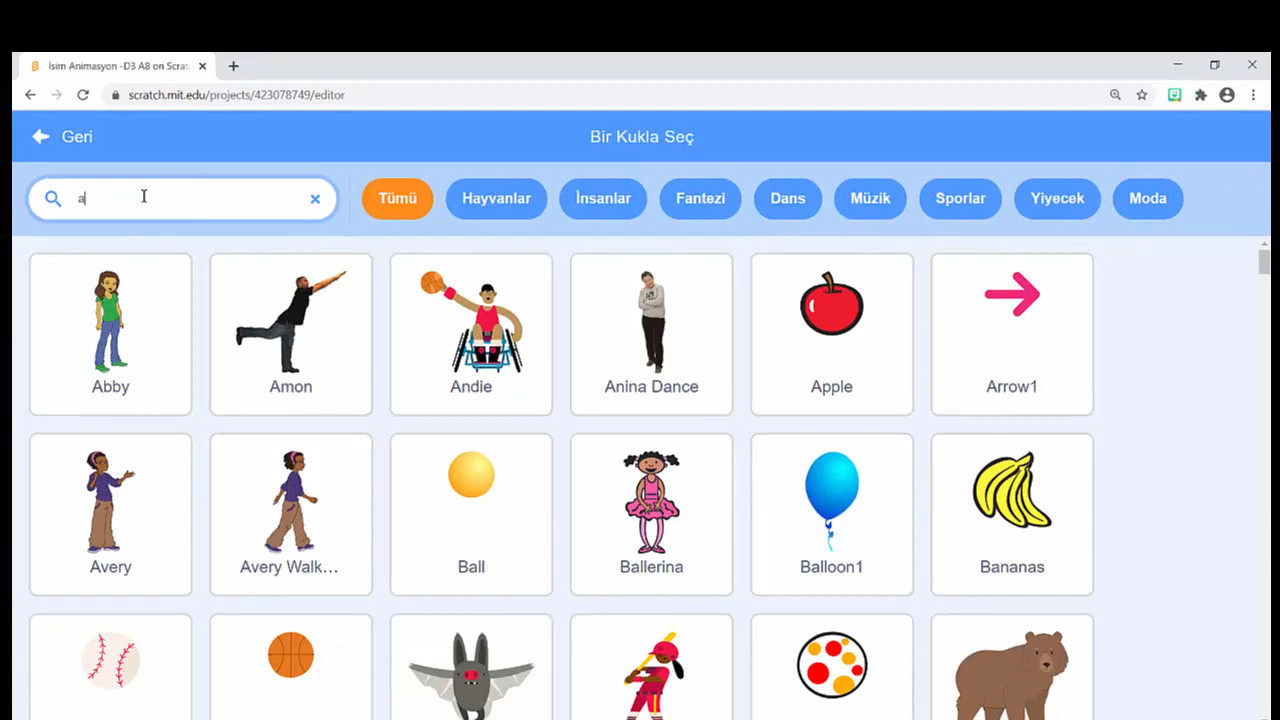 İsim Animasyon -D3 A8 on Scrat
scratch.mit.edu/projects/423078749/editor
Geri
Bir Kukla Seç
a
Tümü
Hayvanlar
İnsanlar
Fantezi
Dans
Müzik
Sporlar
Yiyecek
Moda
Abby
Amon
Andie
Anina Dance
Apple
Arrow1
Avery
Avery Walk...
Ball
Ballerina
Balloon1
Bananas